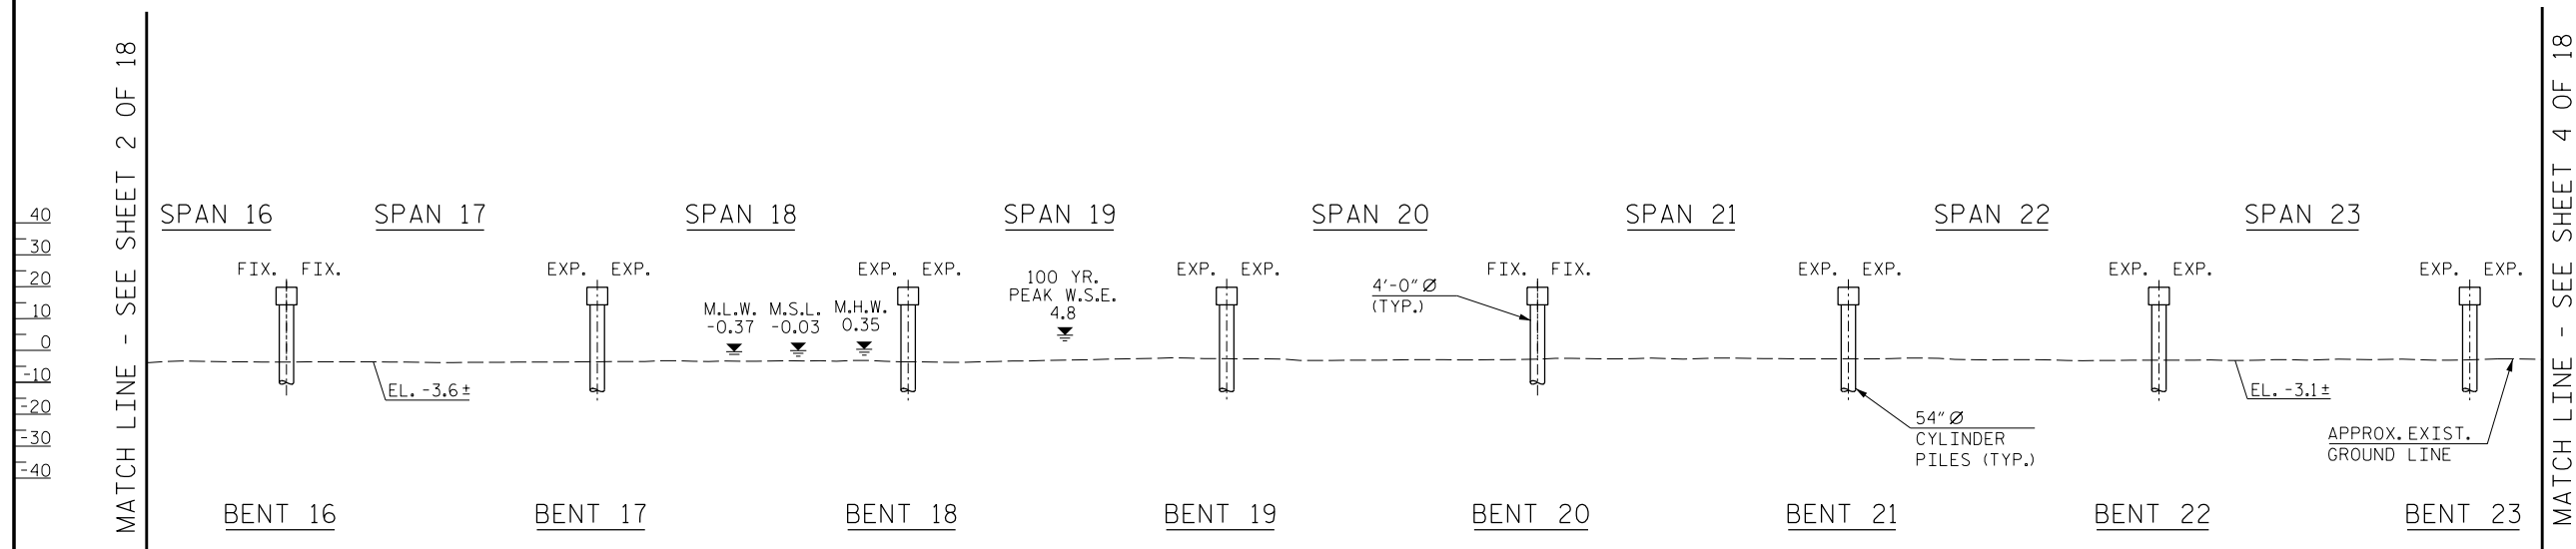 MATCH LINE - SEE SHEET 2 OF 18
40
30
20
10
0
-10
-20
-30
-40
SPAN 16
SPAN 17
SPAN 18
SPAN 19
SPAN 20
SPAN 21
SPAN 22
SPAN 23
FIX. FIX.
EXP. EXP.
EXP. EXP.
EXP. EXP.
FIX. FIX.
EXP. EXP.
EXP. EXP.
EXP. EXP.
M.L.W.
-0.37
M.S.L.
-0.03
M.H.W.
0.35
100 YR.
PEAK W.S.E.
4.8
4'-0"Ø
(TYP.)
EL. -3.6±
54"Ø
CYLINDER
PILES (TYP.)
EL. -3.1±
APPROX. EXIST.
GROUND LINE
BENT 16
BENT 17
BENT 18
BENT 19
BENT 20
BENT 21
BENT 22
BENT 23
MATCH LINE - SEE SHEET 4 OF 18